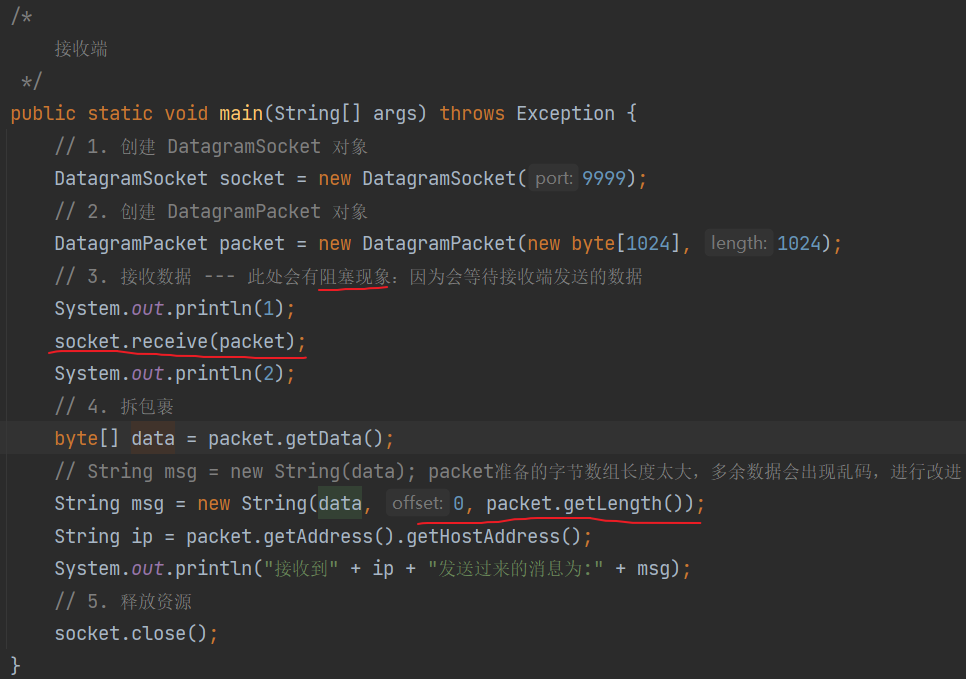 /*
    接收端
 */
public static void main(String[] args) throws Exception {
    // 1. 创建 DatagramSocket 对象
    DatagramSocket socket = new DatagramSocket( port: 9999);
    // 2. 创建 DatagramPacket 对象
    DatagramPacket packet = new DatagramPacket(new byte[1024], length: 1024);
    // 3. 接收数据 --- 此处会有阻塞现象：因为会等待接收端发送的数据
    System.out.println(1);
    socket.receive(packet);
    System.out.println(2);
    // 4. 拆包裹
    byte[] data = packet.getData();
    // String msg = new String(data); packet准备的字节数组长度太大，多余数据会出现乱码，进行改进
    String msg = new String(data, offset: 0, packet.getLength());
    String ip = packet.getAddress().getHostAddress();
    System.out.println("接收到" + ip + "发送过来的消息为:" + msg);
    // 5. 释放资源
    socket.close();
}